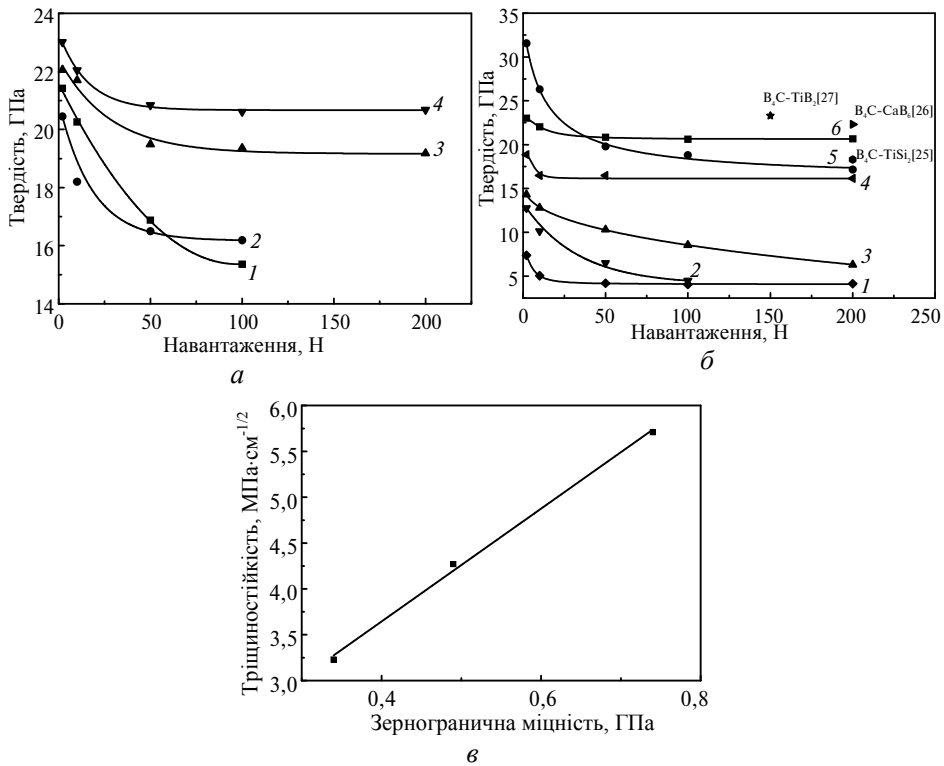 24
22
20
18
16
14
Твердість, ГПа
4
3
2
1
0 50 100 150 200
Навантаження, Н
а
35
30
25
20
15
10
5
Твердість, ГПа
B₄C-TiB₂[27]
B₄C-CaB₆[26]
6
5
B₄C-TiSi₂[25]
4
3
2
1
0 50 100 150 200 250
Навантаження, Н
б
6,0
5,5
5,0
4,5
4,0
3,5
3,0
Тріщиностійкість, МПа·см⁻¹/²
0,4 0,6 0,8
Зерногранична міцність, ГПа
в